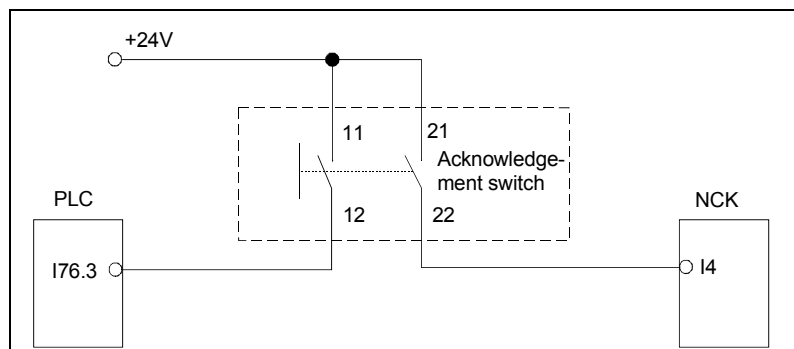 +24V
11
21
Acknowledge-
ment switch
12
22
PLC
NCK
I76.3
I4